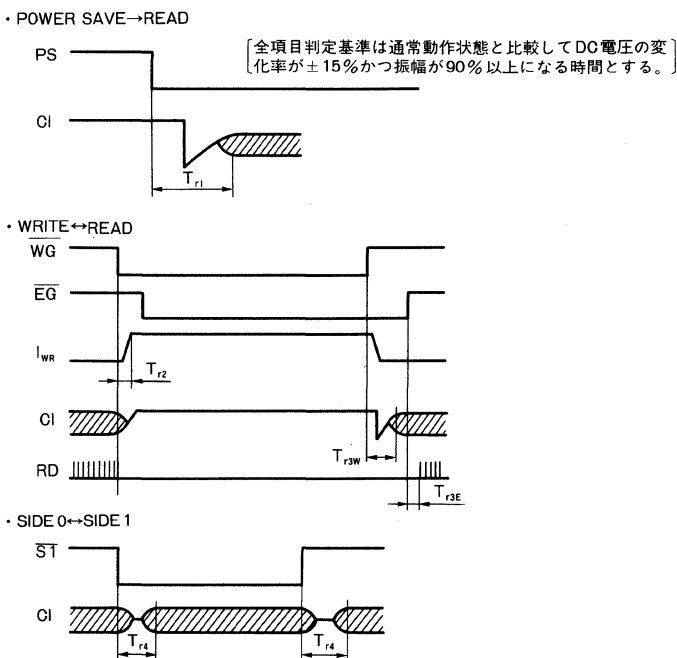 ・POWER SAVE→READ
全項目判定基準は通常動作状態と比較してDC電圧の変
化率が±15%かつ振幅が90%以上になる時間とする。
PS
CI
Tr1
・WRITE↔READ
WG
EG
IWR
Tr2
CI
Tr3W
RD
Tr3E
・SIDE 0↔SIDE 1
S1
CI
Tr4
Tr4